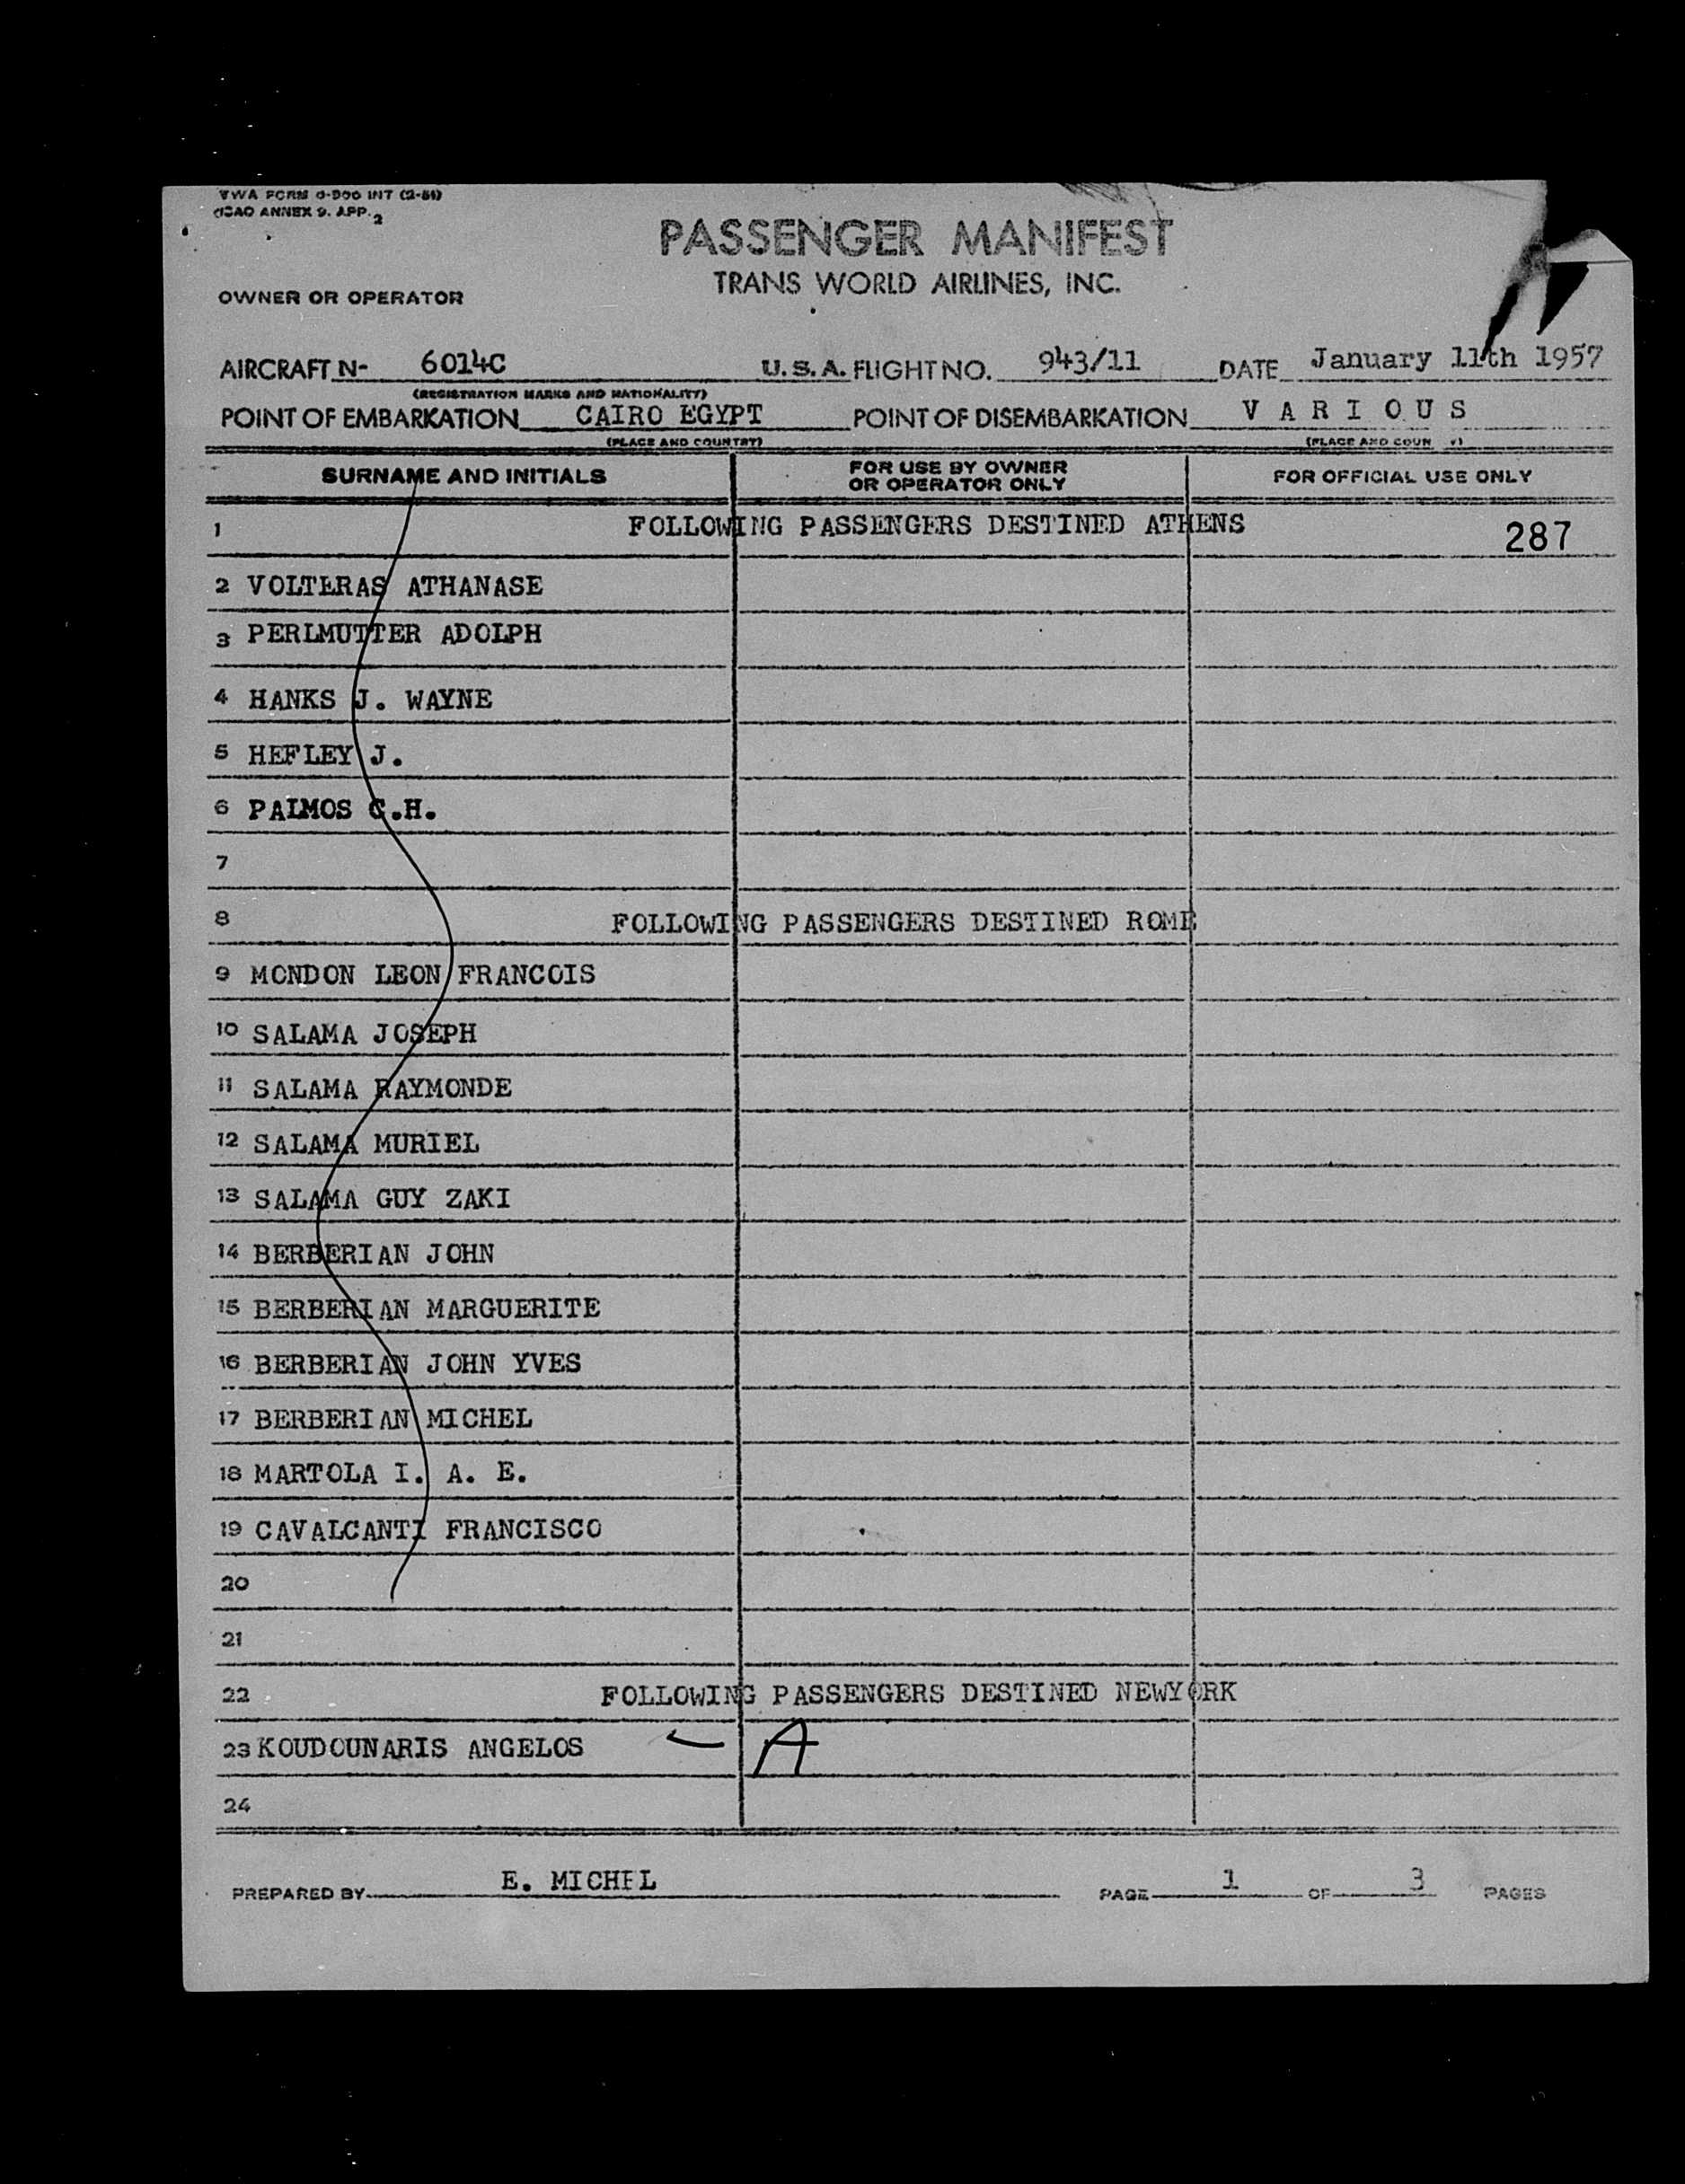 TWA FORM O-900 INT (2-51)
ICAO ANNEX 9. APP. 2
PASSENGER MANIFEST
TRANS WORLD AIRLINES, INC.
OWNER OR OPERATOR
AIRCRAFT N- 6014C U.S.A. FLIGHT NO. 943/11 DATE January 11th 1957
(REGISTRATION MARKS AND NATIONALITY)
POINT OF EMBARKATION CAIRO EGYPT POINT OF DISEMBARKATION V A R I O U S
(PLACE AND COUNTRY) (PLACE AND COUN Y)
SURNAME AND INITIALS FOR USE BY OWNER OR OPERATOR ONLY FOR OFFICIAL USE ONLY
1 FOLLOWING PASSENGERS DESTINED ATHENS 287
2 VOLTERAS ATHANASE
3 PERLMUTTER ADOLPH
4 HANKS J. WAYNE
5 HEFLEY J.
6 PALMOS C.H.
7
8 FOLLOWING PASSENGERS DESTINED ROME
9 MONDON LEON FRANCOIS
10 SALAMA JOSEPH
11 SALAMA RAYMONDE
12 SALAMA MURIEL
13 SALAMA GUY ZAKI
14 BERBERIAN JOHN
15 BERBERIAN MARGUERITE
16 BERBERIAN JOHN YVES
17 BERBERIAN MICHEL
18 MARTOLA I. A. E.
19 CAVALCANTI FRANCISCO
20
21
22 FOLLOWING PASSENGERS DESTINED NEWYORK
23 KOUDOUNARIS ANGELOS A
24
PREPARED BY E. MICHEL PAGE 1 OF 3 PAGES